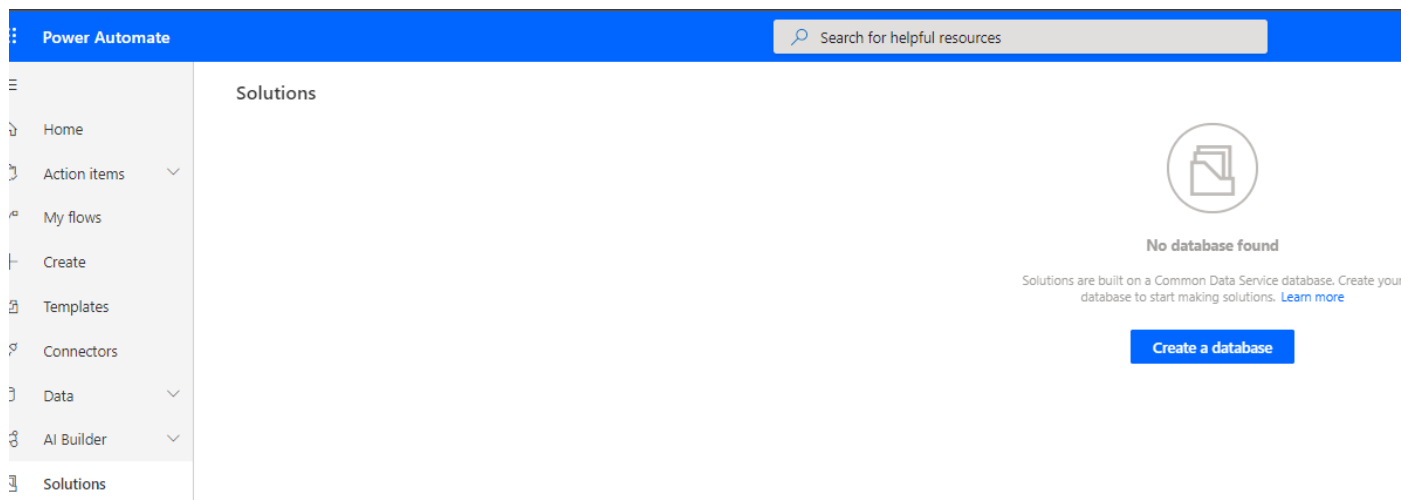 Power Automate
Search for helpful resources
Solutions
Home
Action items
My flows
Create
Templates
Connectors
Data
AI Builder
Solutions
No database found
Solutions are built on a Common Data Service database. Create your
database to start making solutions. Learn more
Create a database